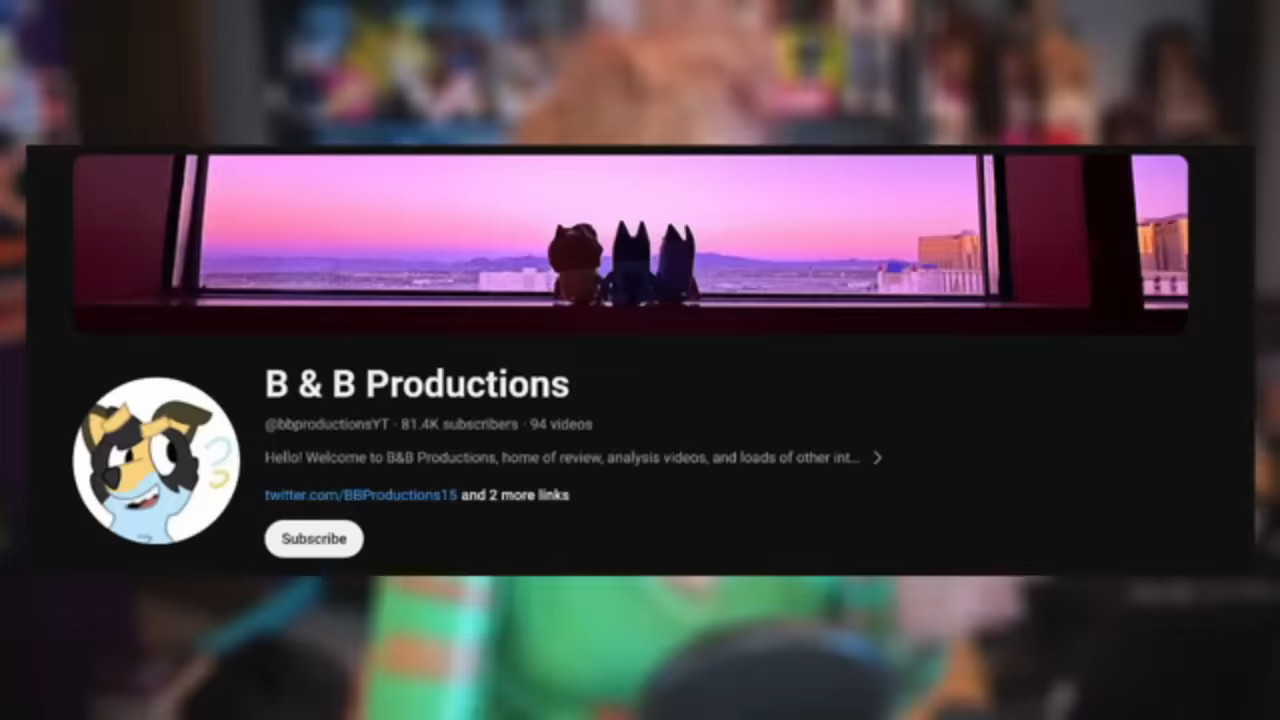 B & B Productions
@bbproductionsYT · 81.4K subscribers · 94 videos
Hello! Welcome to B&B Productions, home of review, analysis videos, and loads of other int...
twitter.com/BBProductions15 and 2 more links
Subscribe